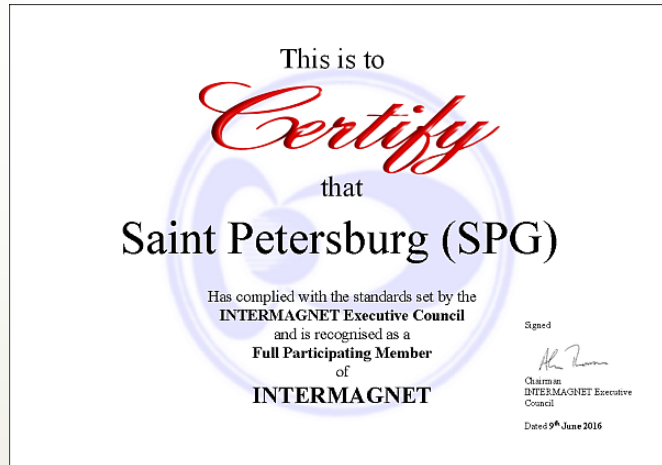 This is to
Certify
that
Saint Petersburg (SPG)
Has complied with the standards set by the
INTERMAGNET Executive Council
and is recognised as a
Full Participating Member
of
INTERMAGNET
Signed
Chairman
INTERMAGNET Executive
Council
Dated 9th June 2016